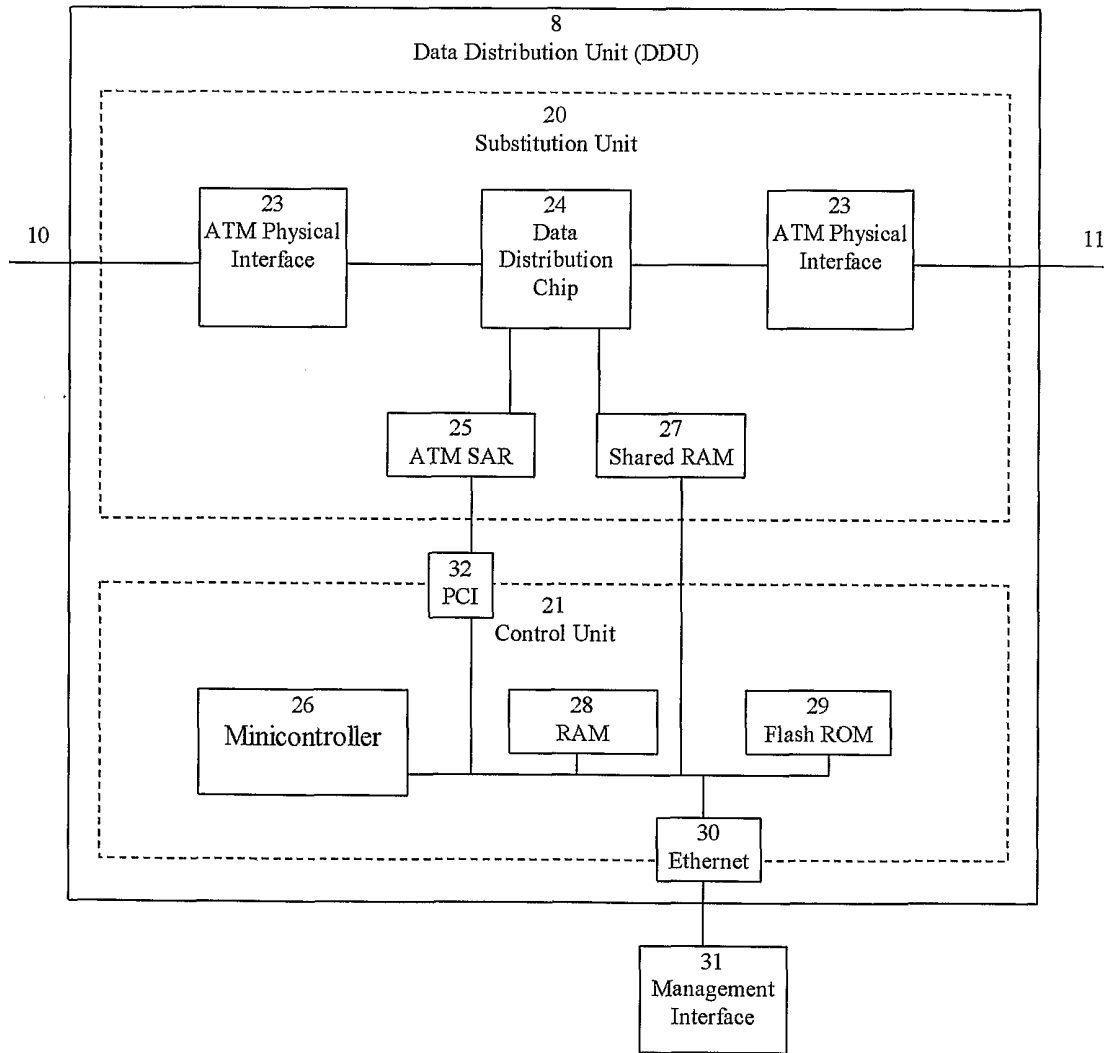 8
Data Distribution Unit (DDU)
20
Substitution Unit
23
ATM Physical
Interface
24
Data
Distribution
Chip
23
ATM Physical
Interface
10
11
25
ATM SAR
27
Shared RAM
32
PCI
21
Control Unit
26
Minicontroller
28
RAM
29
Flash ROM
30
Ethernet
31
Management
Interface